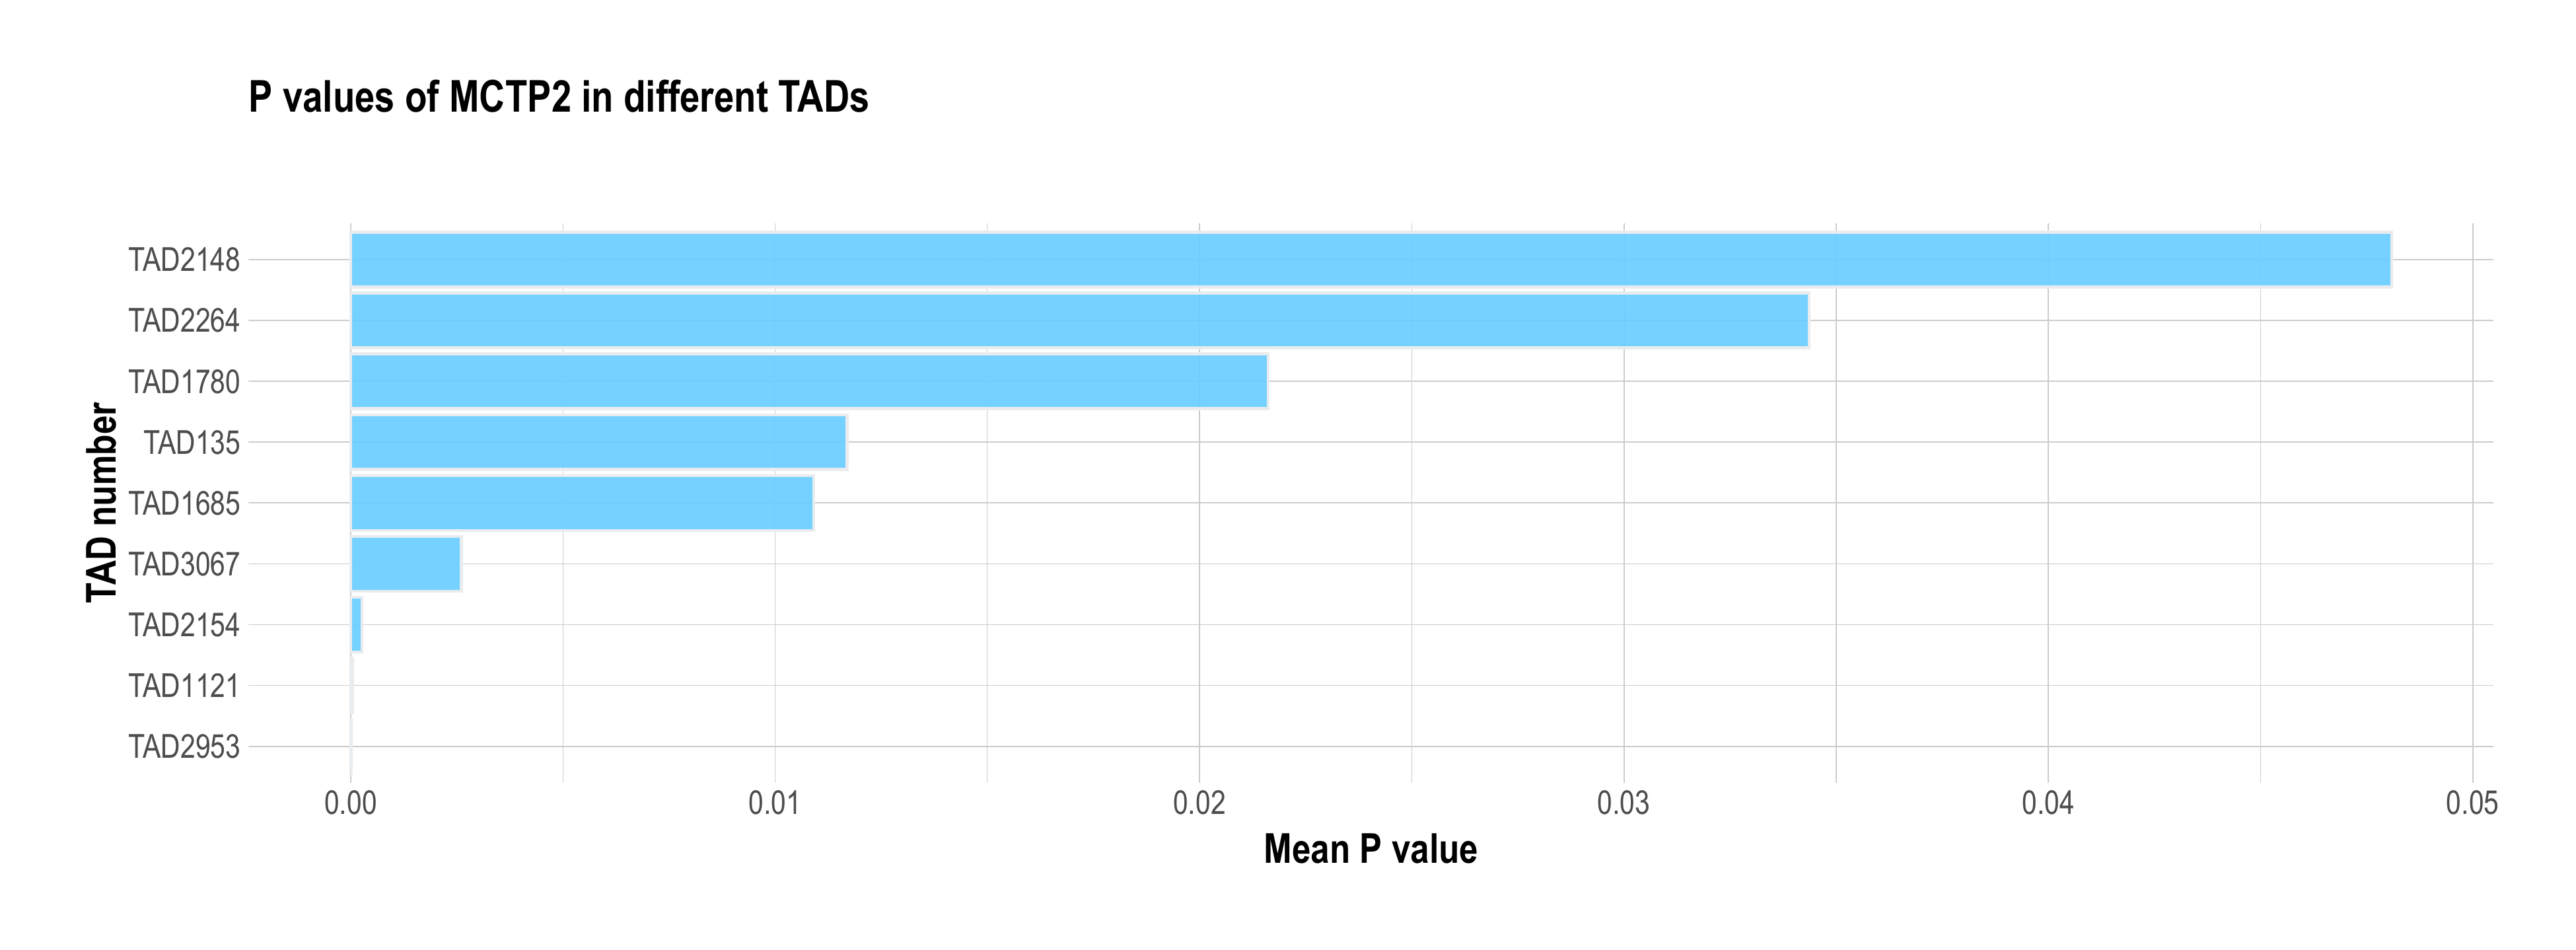 P values of MCTP2 in different TADs
TAD number
TAD2148
TAD2264
TAD1780
TAD135
TAD1685
TAD3067
TAD2154
TAD1121
TAD2953
0.00 0.01 0.02 0.03 0.04 0.05
Mean P value